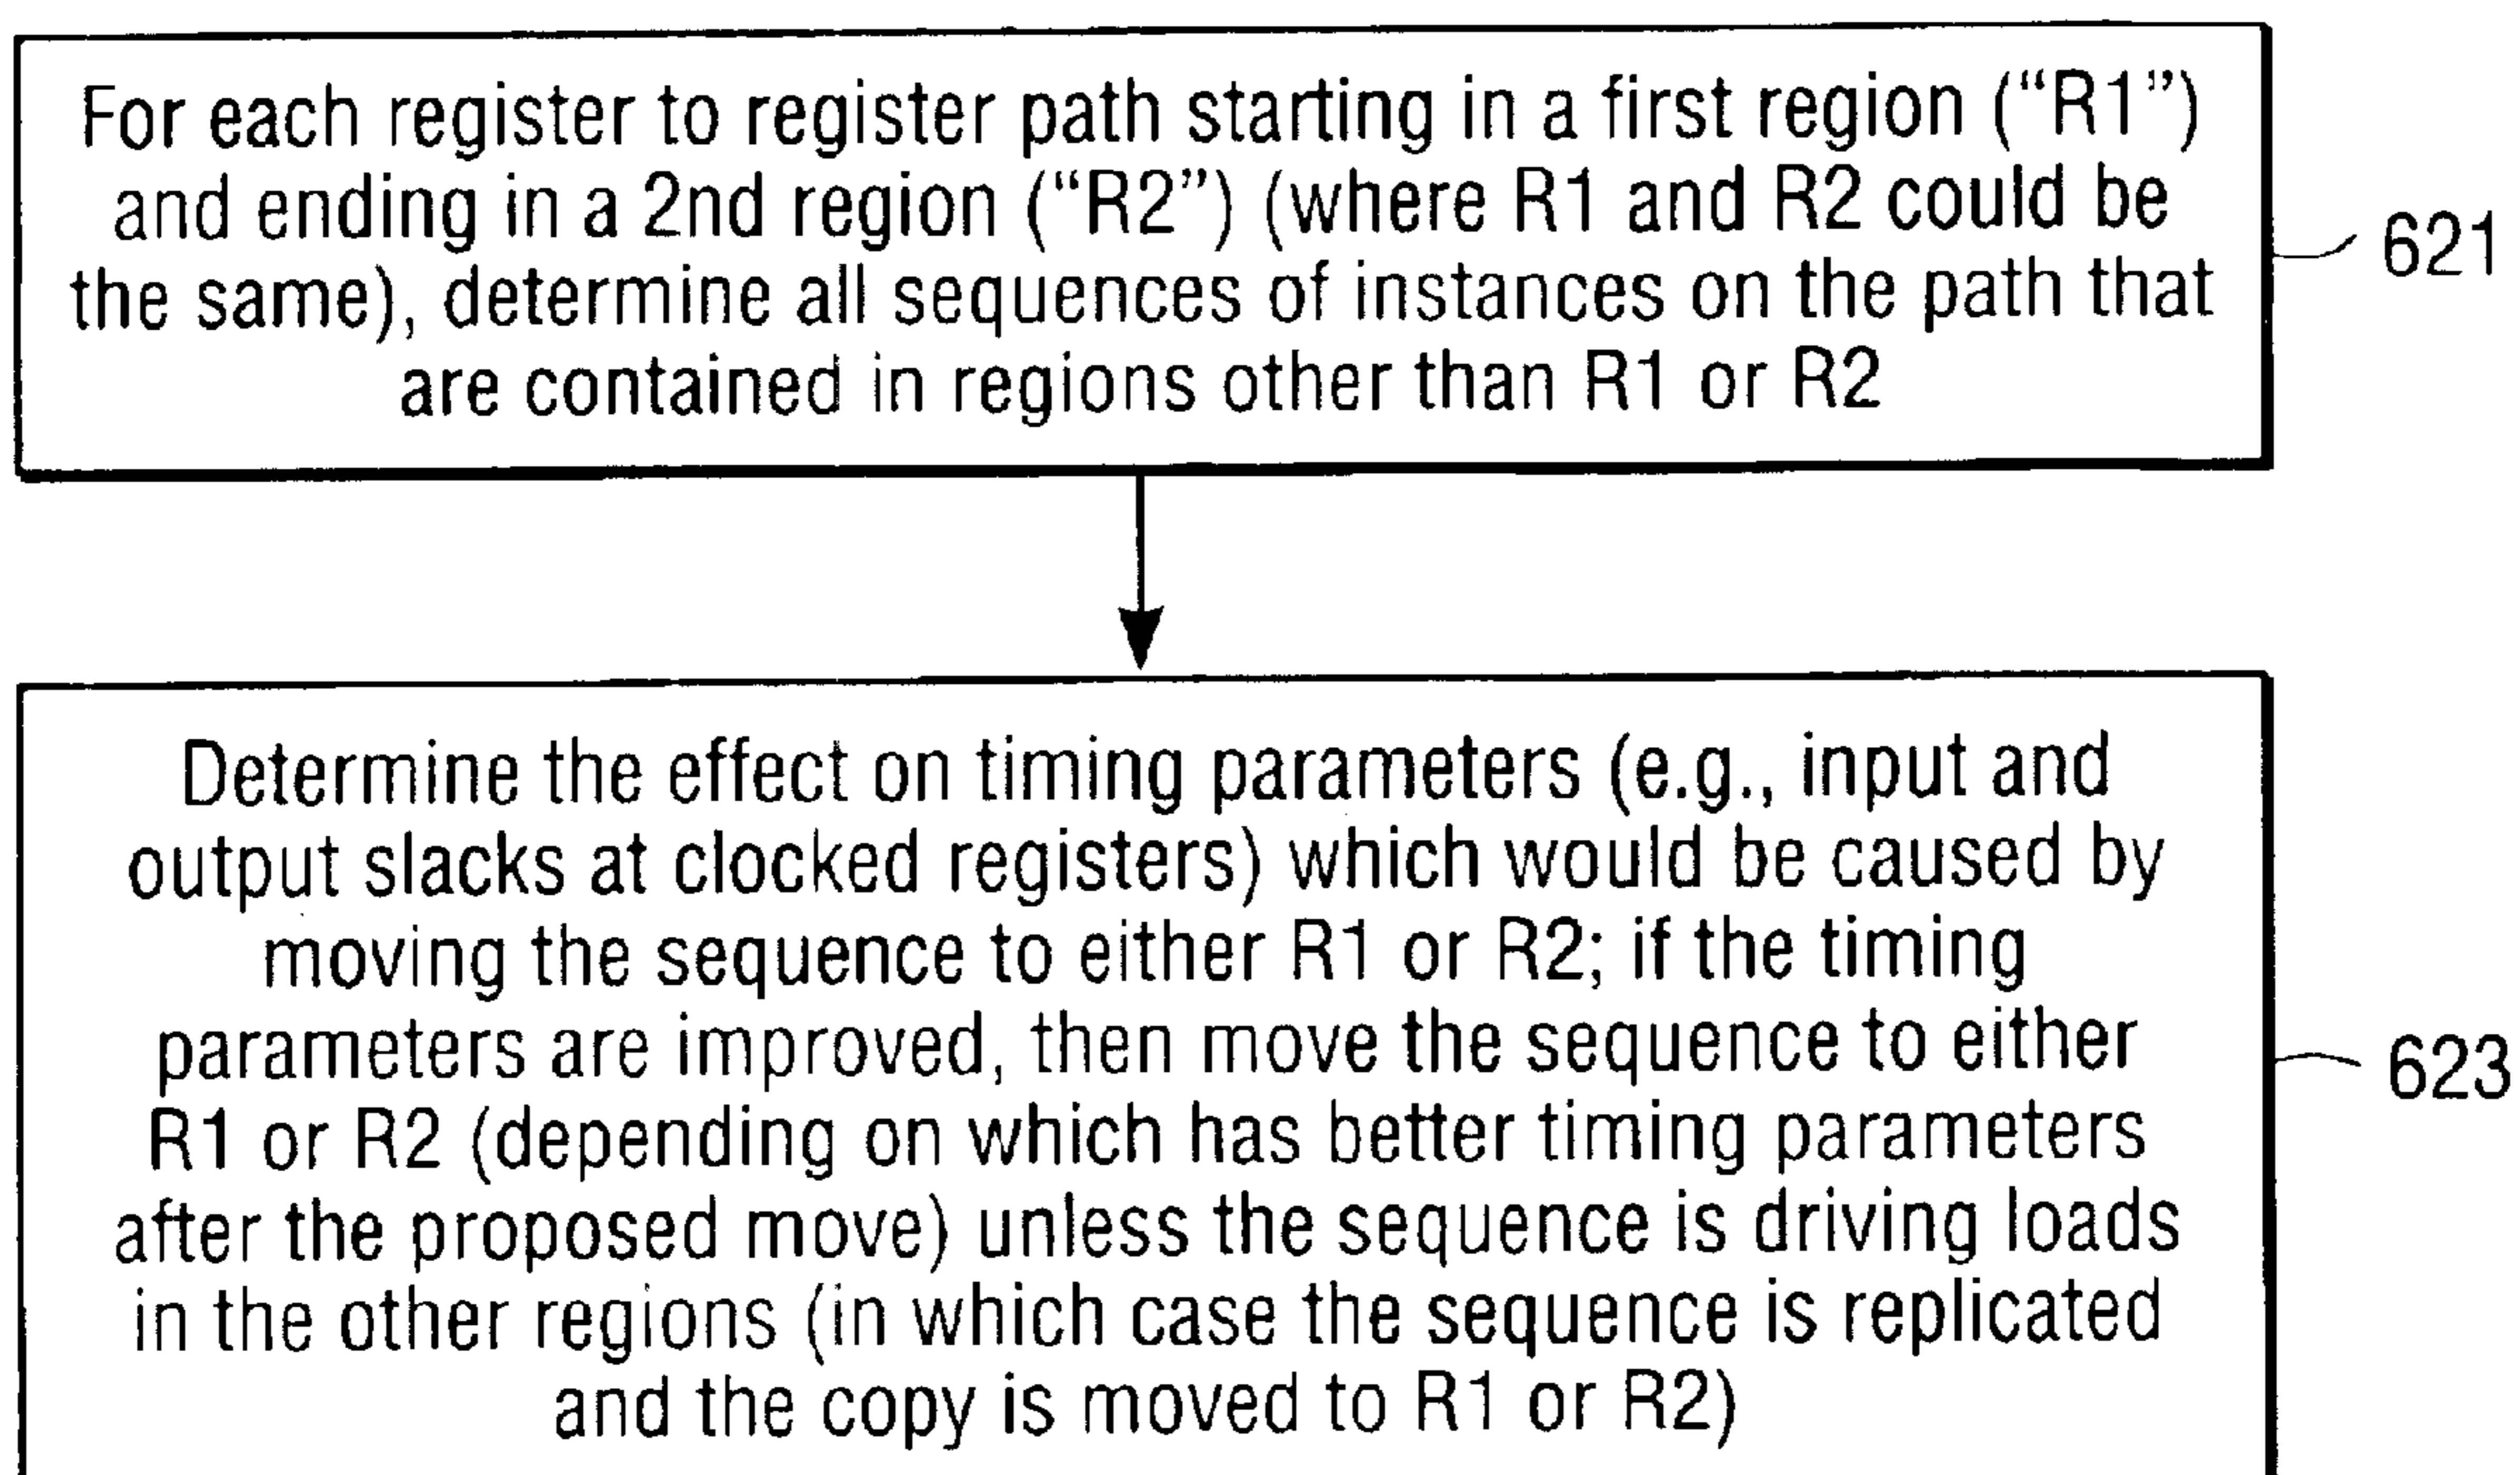 For each register to register path starting in a first region (“R1”)
and ending in a 2nd region (“R2”) (where R1 and R2 could be
the same), determine all sequences of instances on the path that
are contained in regions other than R1 or R2
621
Determine the effect on timing parameters (e.g., input and
output slacks at clocked registers) which would be caused by
moving the sequence to either R1 or R2; if the timing
parameters are improved, then move the sequence to either
R1 or R2 (depending on which has better timing parameters
after the proposed move) unless the sequence is driving loads
in the other regions (in which case the sequence is replicated
and the copy is moved to R1 or R2)
623